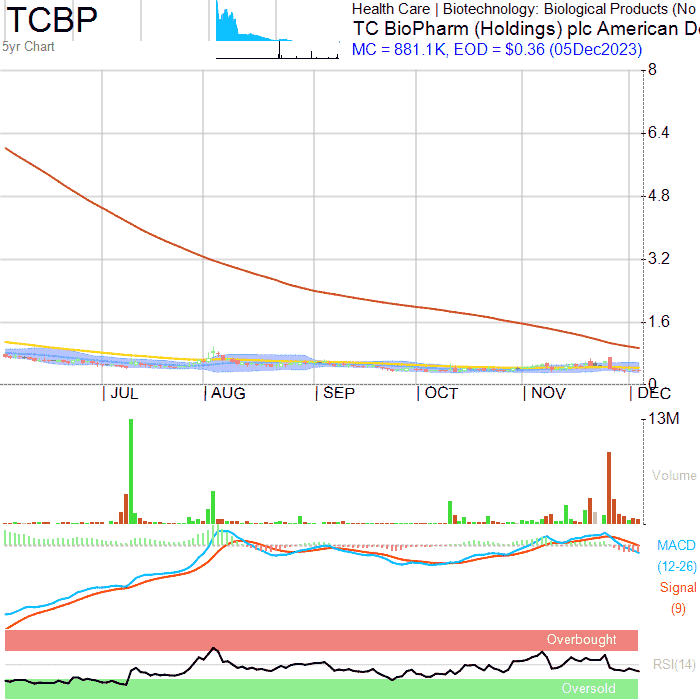 TCBP
5yr Chart
Health Care | Biotechnology: Biological Products (No
TC BioPharm (Holdings) plc American De
MC = 881.1K, EOD = $0.36 (05Dec2023)
8
6.4
4.8
3.2
1.6
0
JUL
AUG
SEP
OCT
NOV
DEC
13M
Volume
MACD
(12-26)
Signal
(9)
Overbought
RSI(14)
Oversold